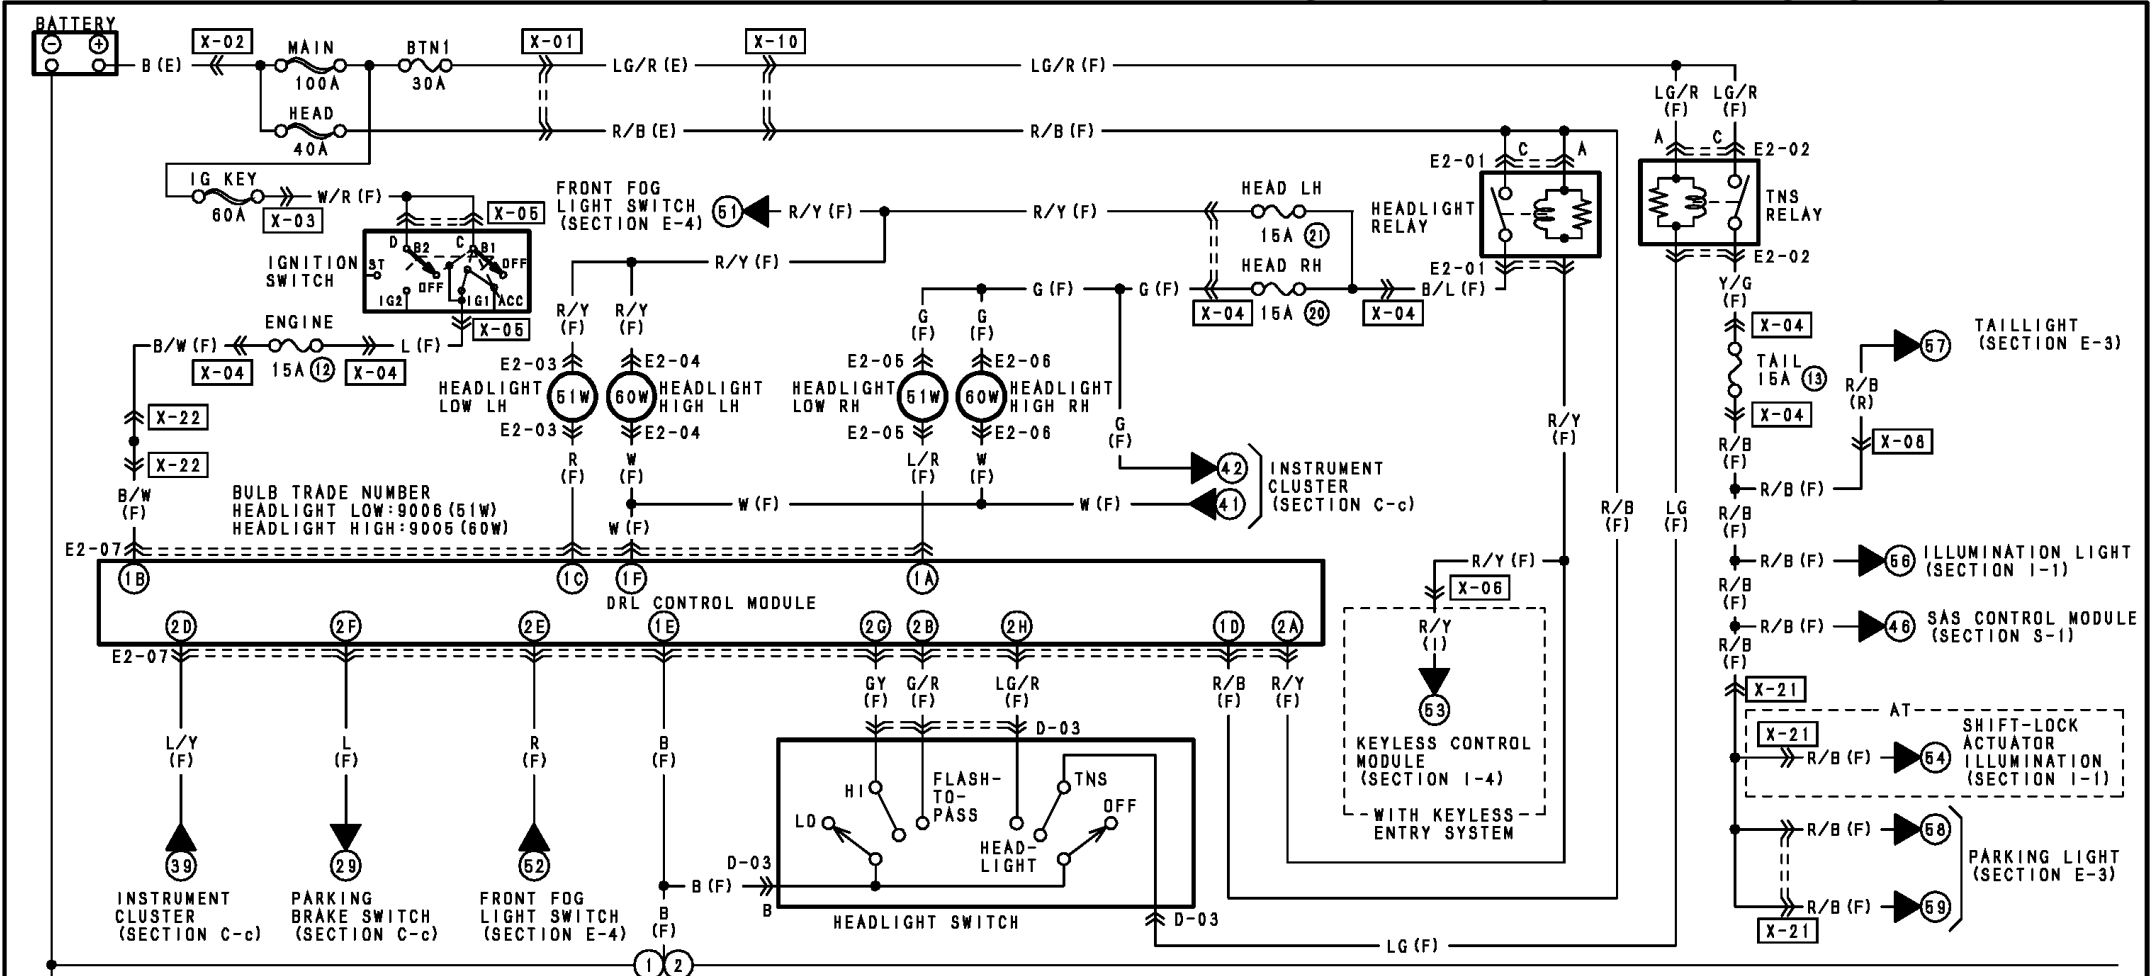 BATTERY
X-02
X-01
X-10
B(E)
MAIN
100A
BTN1
30A
LG/R(E)
LG/R(F)
HEAD
40A
R/B(E)
R/B(F)
LG/R
(F)
LG/R
(F)
A
C
E2-02
E2-01
C
A
IG KEY
60A
W/R(F)
X-03
X-05
FRONT FOG
LIGHT SWITCH
(SECTION E-4)
51
R/Y(F)
R/Y(F)
HEAD LH
15A 21
HEADLIGHT
RELAY
TNS
RELAY
IGNITION
SWITCH
D
B2
C
B1
ST
OFF
OFF
IG2
IG1
ACC
X-05
R/Y(F)
HEAD RH
15A 20
E2-01
E2-02
G(F)
G(F)
X-04
X-04
B/L(F)
Y/G
(F)
X-04
ENGINE
15A 12
B/W(F)
L(F)
X-04
X-04
R/Y
(F)
R/Y
(F)
G
(F)
G
(F)
TAIL
15A 13
TAILLIGHT
(SECTION E-3)
57
R/B
(R)
E2-03
E2-04
E2-05
E2-06
HEADLIGHT
LOW LH
51W
60W
HEADLIGHT
HIGH LH
HEADLIGHT
LOW RH
51W
60W
HEADLIGHT
HIGH RH
E2-03
E2-04
E2-05
E2-06
X-22
X-22
X-04
G
(F)
R/Y
(F)
R/B
(F)
X-08
R
(F)
W
(F)
L/R
(F)
W
(F)
42
41
INSTRUMENT
CLUSTER
(SECTION C-c)
B/W
(F)
BULB TRADE NUMBER
HEADLIGHT LOW:9006(51W)
HEADLIGHT HIGH:9005(60W)
W(F)
W(F)
W(F)
R/B
(F)
LG
(F)
R/B
(F)
R/B(F)
E2-07
1B
1C
1F
1A
DRL CONTROL MODULE
R/Y(F)
X-06
R/B(F)
56
ILLUMINATION LIGHT
(SECTION I-1)
R/B
(F)
R/B(F)
46
SAS CONTROL MODULE
(SECTION S-1)
2D
2F
2E
1E
2G
2B
2H
1D
2A
E2-07
R/Y
(I)
R/B
(F)
GY
(F)
G/R
(F)
LG/R
(F)
R/B
(F)
R/Y
(F)
53
X-21
D-03
KEYLESS CONTROL
MODULE
(SECTION I-4)
WITH KEYLESS
ENTRY SYSTEM
AT
X-21
R/B(F)
54
SHIFT-LOCK
ACTUATOR
ILLUMINATION
(SECTION I-1)
L/Y
(F)
L
(F)
R
(F)
B
(F)
HI
LO
FLASH-
TO-
PASS
TNS
OFF
HEAD-
LIGHT
R/B(F)
58
39
29
52
D-03
B(F)
B
PARKING LIGHT
(SECTION E-3)
R/B(F)
59
X-21
INSTRUMENT
CLUSTER
(SECTION C-c)
PARKING
BRAKE SWITCH
(SECTION C-c)
FRONT FOG
LIGHT SWITCH
(SECTION E-4)
B
(F)
HEADLIGHT SWITCH
D-03
LG(F)
1
2